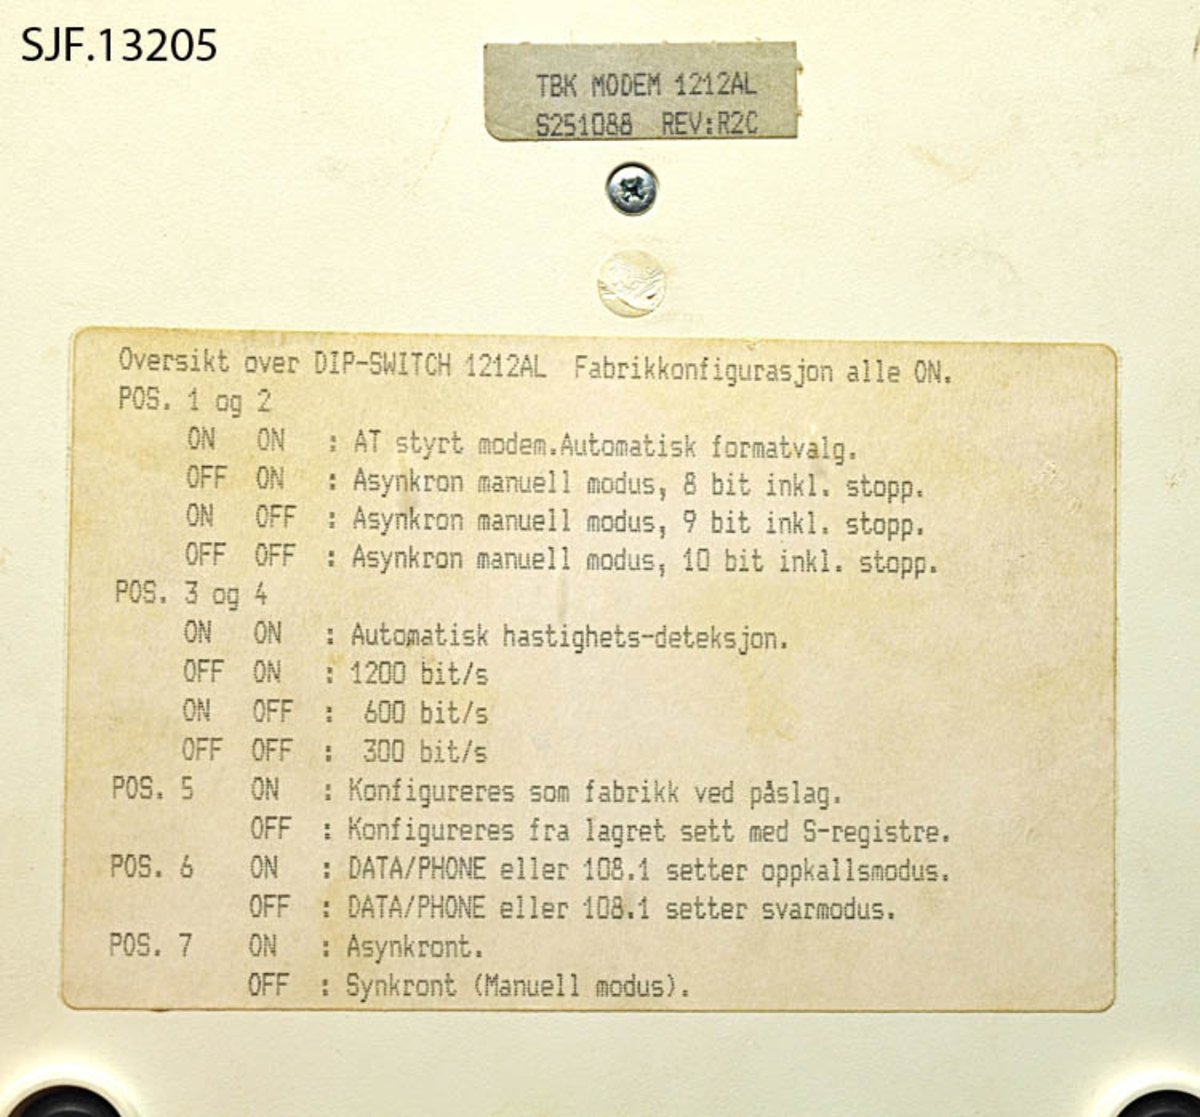 SJF.13205
TBK MODEM 1212AL
S251088 REV:R2C
Oversikt over DIP-SWITCH 1212AL Fabrikkonfigurasjon alle ON.
POS. 1 og 2
ON ON : AT styrt modem.Automatisk formatvalg.
OFF ON : Asynkron manuell modus, 8 bit inkl. stopp.
ON OFF : Asynkron manuell modus, 9 bit inkl. stopp.
OFF OFF : Asynkron manuell modus, 10 bit inkl. stopp.
POS. 3 og 4
ON ON : Automatisk hastighets-deteksjon.
OFF ON : 1200 bit/s
ON OFF : 600 bit/s
OFF OFF : 300 bit/s
POS. 5 ON : Konfigureres som fabrikk ved påslag.
OFF : Konfigureres fra lagret sett med S-registre.
POS. 6 ON : DATA/PHONE eller 108.1 setter oppkallsmodus.
OFF : DATA/PHONE eller 108.1 setter svarmodus.
POS. 7 ON : Asynkront.
OFF : Synkront (Manuell modus).